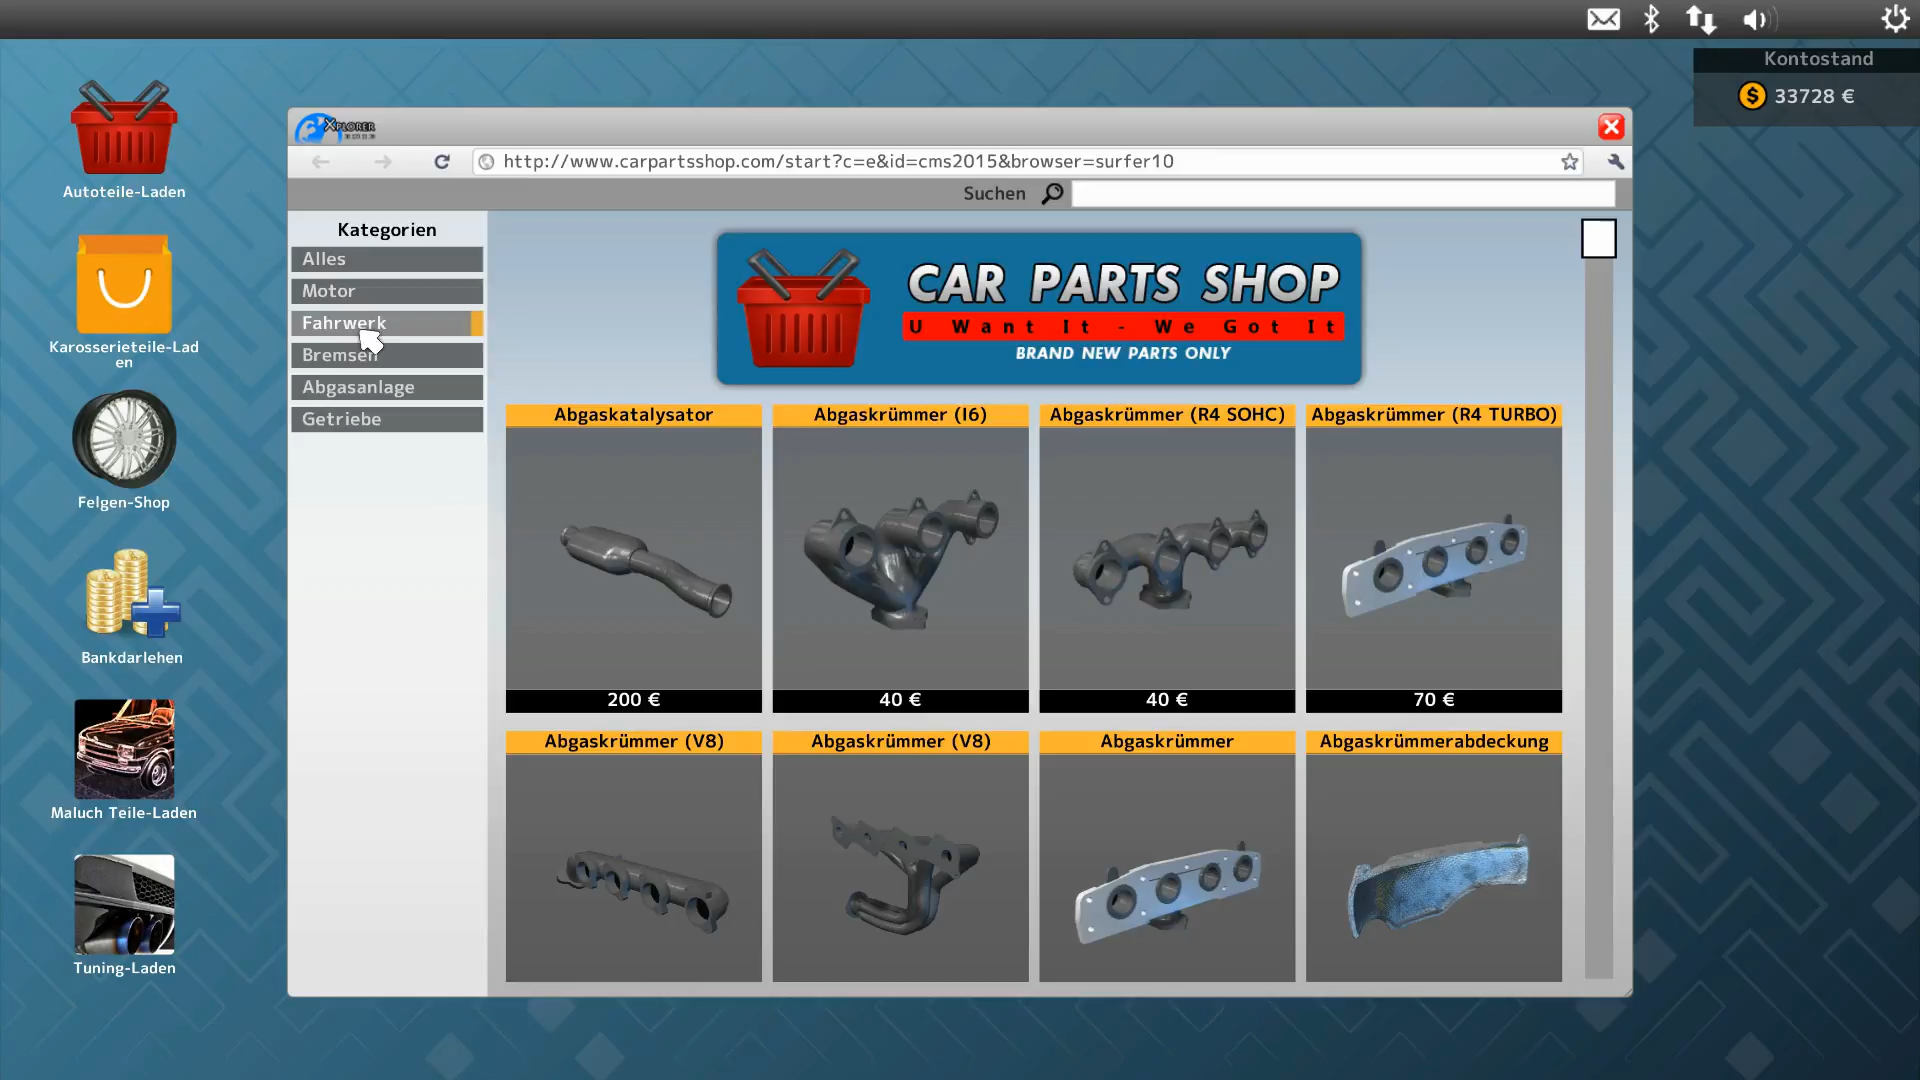 Kontostand
33728 €
Autoteile-Laden
Karosserieteile-Lad
en
Felgen-Shop
Bankdarlehen
Maluch Teile-Laden
Tuning-Laden
XPLORER
http://www.carpartsshop.com/start?c=e&id=cms2015&browser=surfer10
Suchen
Kategorien
Alles
Motor
Fahrwerk
Bremsen
Abgasanlage
Getriebe
CAR PARTS SHOP
U Want It - We Got It
BRAND NEW PARTS ONLY
Abgaskatalysator
200 €
Abgaskrümmer (I6)
40 €
Abgaskrümmer (R4 SOHC)
40 €
Abgaskrümmer (R4 TURBO)
70 €
Abgaskrümmer (V8)
Abgaskrümmer (V8)
Abgaskrümmer
Abgaskrümmerabdeckung